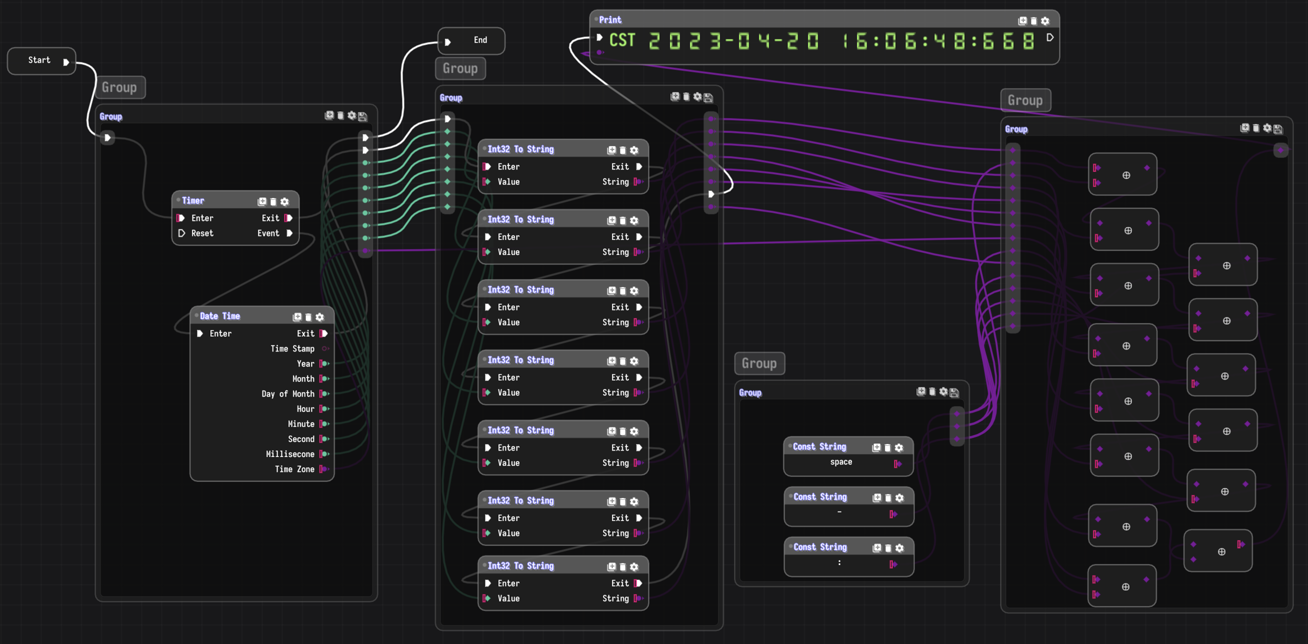 Start
Group
Group
Timer
Enter Exit
Reset Event
Date Time
Enter Exit
Time Stamp
Year
Month
Day of Month
Hour
Minute
Second
Millisecone
Time Zone
End
Group
Group
Int32 To String
Enter Exit
Value String
Int32 To String
Enter Exit
Value String
Int32 To String
Enter Exit
Value String
Int32 To String
Enter Exit
Value String
Int32 To String
Enter Exit
Value String
Int32 To String
Enter Exit
Value String
Int32 To String
Enter Exit
Value String
Print
CST 2023-04-20 16:06:48:668
Group
Group
Const String
space
Const String
-
Const String
:
Group
Group